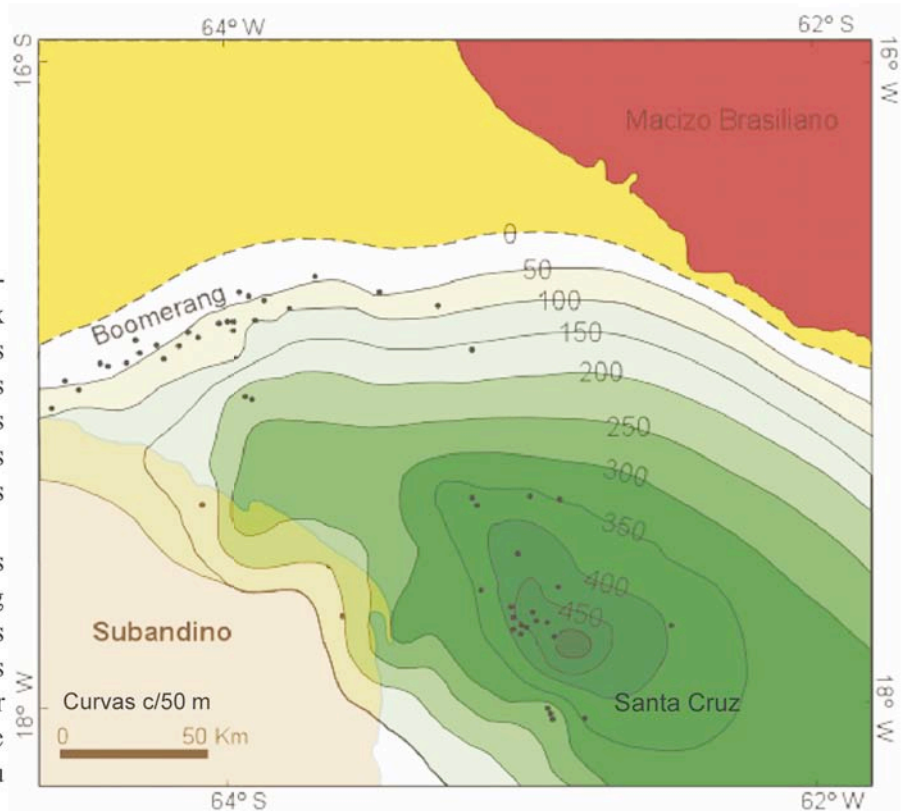 64° W
62° S
16° S
16° W
Macizo Brasiliano
0
50
Boomerang
100
150
200
250
300
350
400
450
Subandino
Curvas c/50 m
Santa Cruz
0 50 Km
18° W
18° W
64° S
62° W